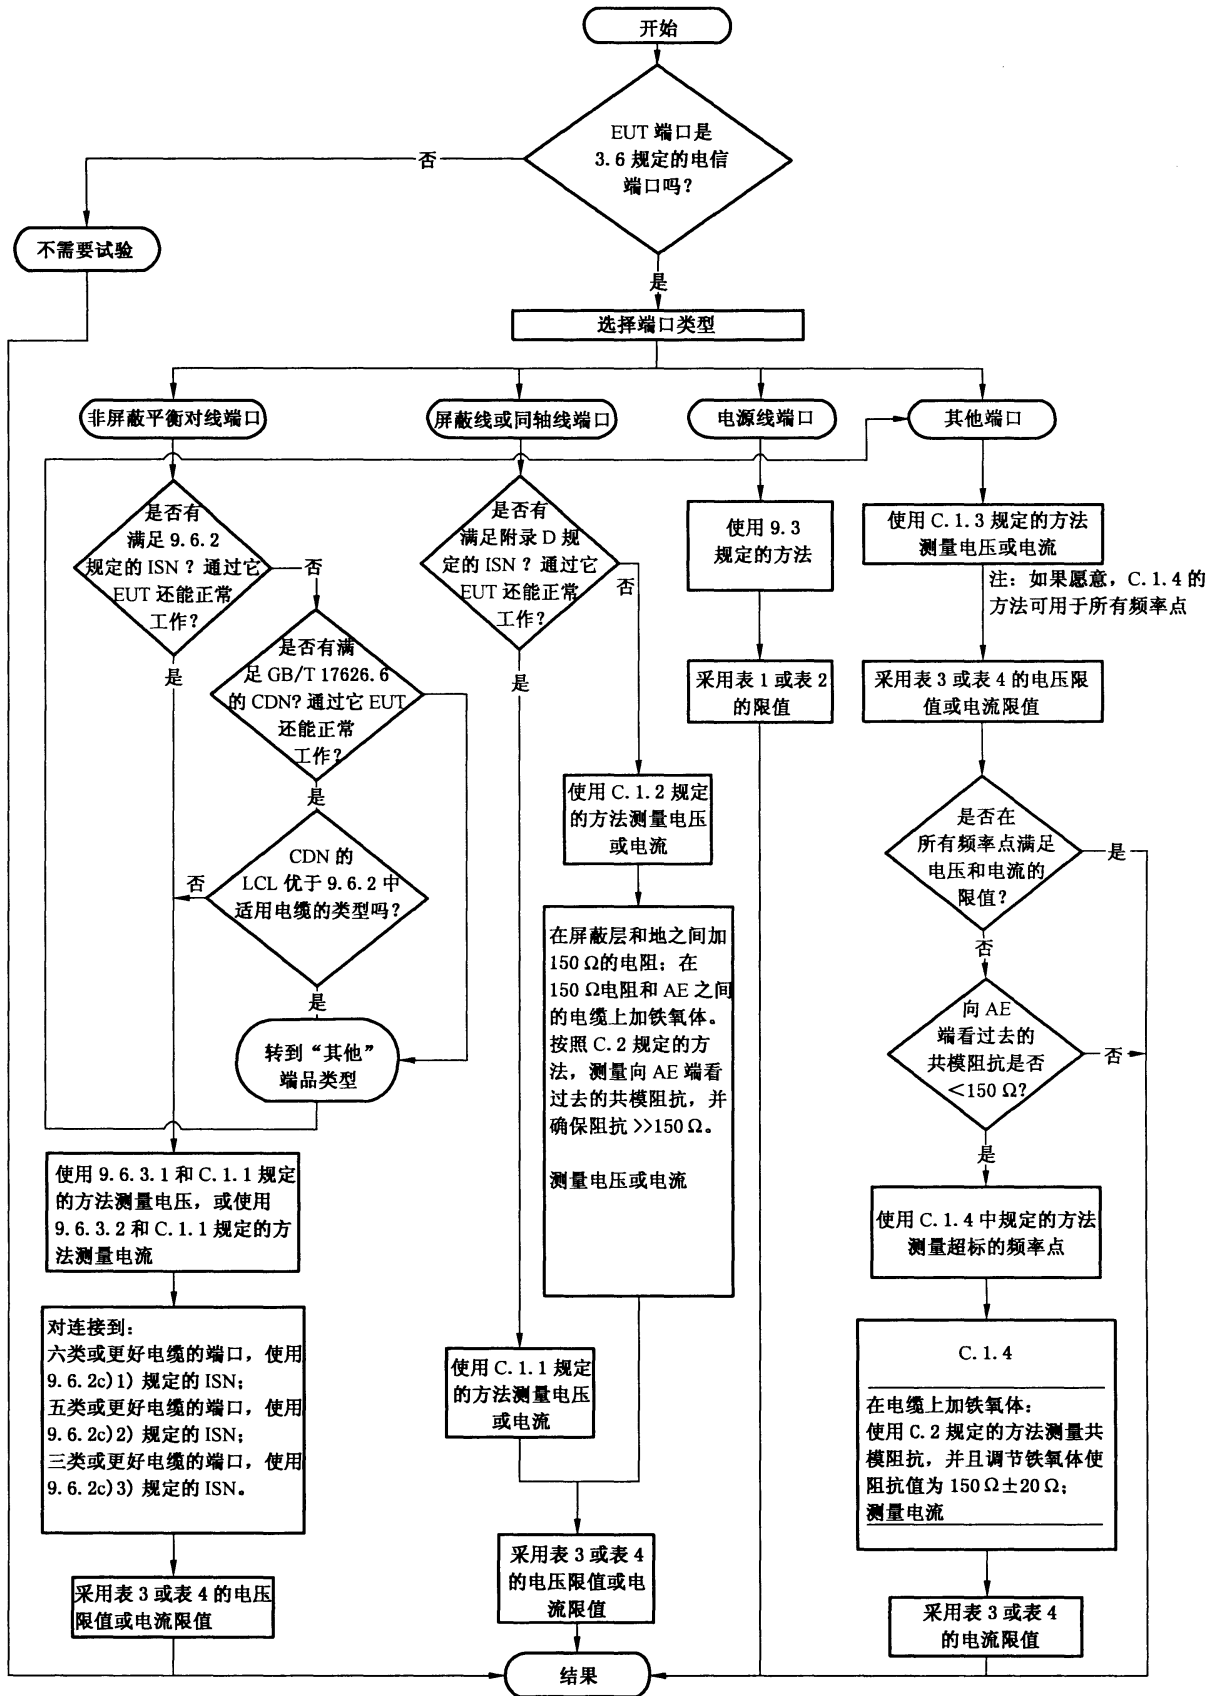 开始
EUT 端口是
3.6 规定的电信
端口吗？
否
不需要试验
是
选择端口类型
非屏蔽平衡对线端口
屏蔽线或同轴线端口
电源线端口
其他端口
是否有
满足 9.6.2
规定的 ISN？通过它
EUT 还能正常
工作？
否
是
是否有满
足 GB/T 17626.6
的 CDN？通过它 EUT
还能正常
工作？
是
CDN 的
LCL 优于 9.6.2 中
适用电缆的类型吗？
否
是
转到“其他”
端品类型
使用 9.6.3.1 和 C.1.1 规定
的方法测量电压，或使用
9.6.3.2 和 C.1.1 规定的方
法测量电流
对连接到：
六类或更好电缆的端口，使用
9.6.2c)1) 规定的 ISN；
五类或更好电缆的端口，使用
9.6.2c)2) 规定的 ISN；
三类或更好电缆的端口，使用
9.6.2c)3) 规定的 ISN。
采用表 3 或表 4 的电压
限值或电流限值
是否有
满足附录 D 规
定的 ISN？通过它
EUT 还能正常
工作？
否
是
使用 C.1.2 规定
的方法测量电压
或电流
在屏蔽层和地之间加
150 Ω的电阻；在
150 Ω电阻和 AE 之间
的电缆上加铁氧体。
按照 C.2 规定的方
法，测量向 AE 端看
过去的共模阻抗，并
确保阻抗 >>150 Ω。
测量电压或电流
使用 C.1.1 规定
的方法测量电压
或电流
采用表 3 或表 4
的电压限值或电
流限值
使用 9.3
规定的方法
采用表 1 或表 2
的限值
使用 C.1.3 规定的方法
测量电压或电流
注：如果愿意，C.1.4 的
方法可用于所有频率点
采用表 3 或表 4 的电压限
值或电流限值
是否在
所有频率点满足
电压和电流的
限值？
是
否
向 AE
端看过去的
共模阻抗是否
＜150 Ω？
否
是
使用 C.1.4 中规定的方法
测量超标的频率点
C.1.4
在电缆上加铁氧体：
使用 C.2 规定的方法测量共
模阻抗，并且调节铁氧体使
阻抗值为 150 Ω±20 Ω；
测量电流
采用表 3 或表 4
的电流限值
结果